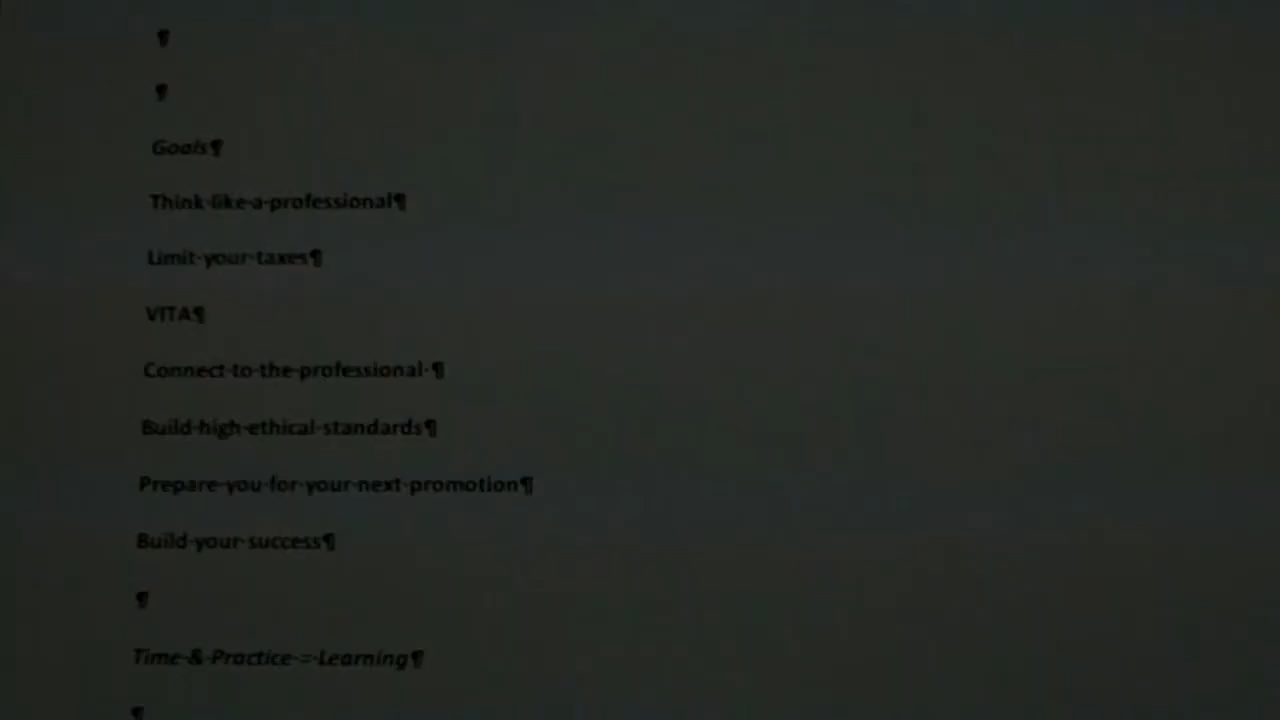 ¶
¶
Goals¶
Think·like·a·professional¶
Limit·your·taxes¶
VITA¶
Connect·to·the·professional·¶
Build·high·ethical·standards¶
Prepare·you·for·your·next·promotion¶
Build·your·success¶
¶
Time·&·Practice·=·Learning¶
¶